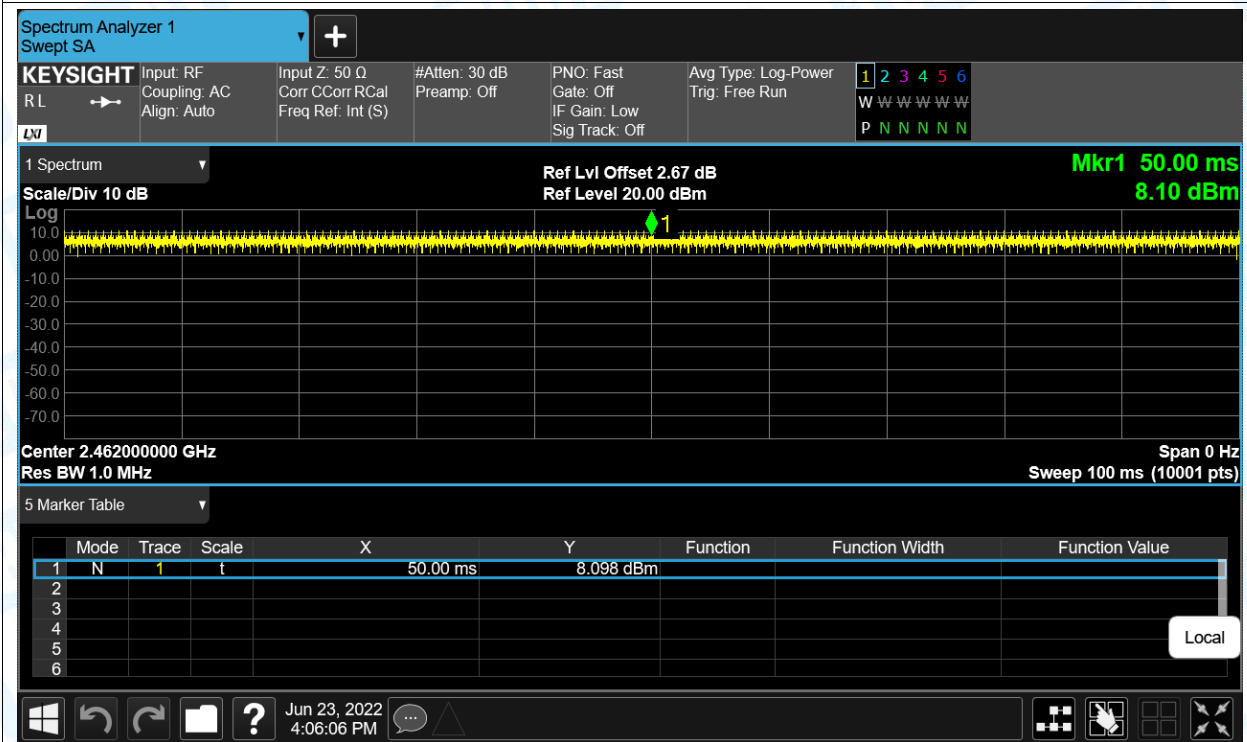 Spectrum Analyzer 1
Swept SA
▼
+
KEYSIGHT
R L
LXI
Input: RF
Coupling: AC
Align: Auto
Input Z: 50 Ω
Corr CCorr RCal
Freq Ref: Int (S)
#Atten: 30 dB
Preamp: Off
PNO: Fast
Gate: Off
IF Gain: Low
Sig Track: Off
Avg Type: Log-Power
Trig: Free Run
1 2 3 4 5 6
W W W W W W
P N N N N N
1 Spectrum
▼
Scale/Div 10 dB
Ref Lvl Offset 2.67 dB
Ref Level 20.00 dBm
Mkr1 50.00 ms
8.10 dBm
Log
1
10.0
0.00
-10.0
-20.0
-30.0
-40.0
-50.0
-60.0
-70.0
Center 2.462000000 GHz
Res BW 1.0 MHz
Span 0 Hz
Sweep 100 ms (10001 pts)
5 Marker Table
▼
Mode Trace Scale X Y Function Function Width Function Value
1 N 1 t 50.00 ms 8.098 dBm
2
3
4
5
6
Local
?
Jun 23, 2022
4:06:06 PM